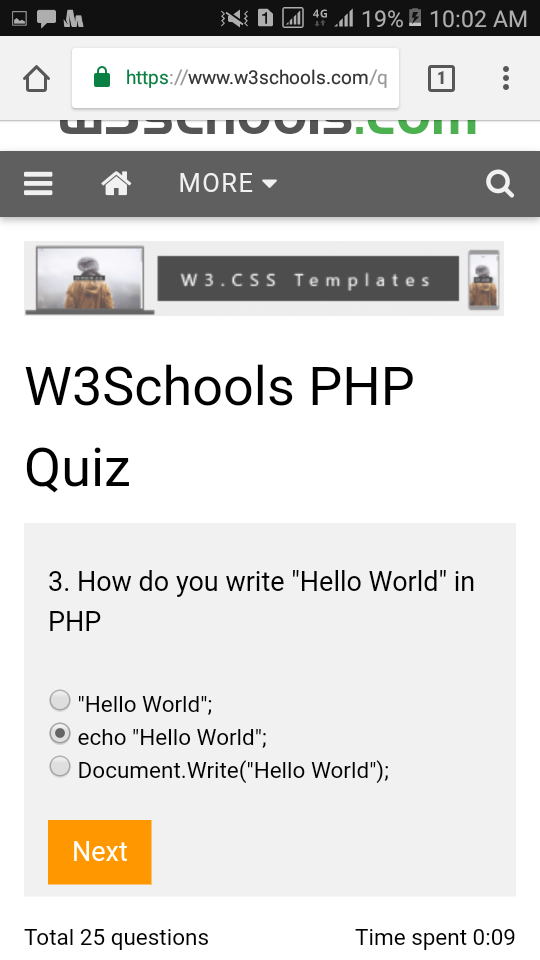 1 4G 19% 10:02 AM
https://www.w3schools.com/q
1
w3schools.com
MORE
W3.CSS Templates
W3Schools PHP
Quiz
3. How do you write "Hello World" in
PHP
"Hello World";
echo "Hello World";
Document.Write("Hello World");
Next
Total 25 questions
Time spent 0:09